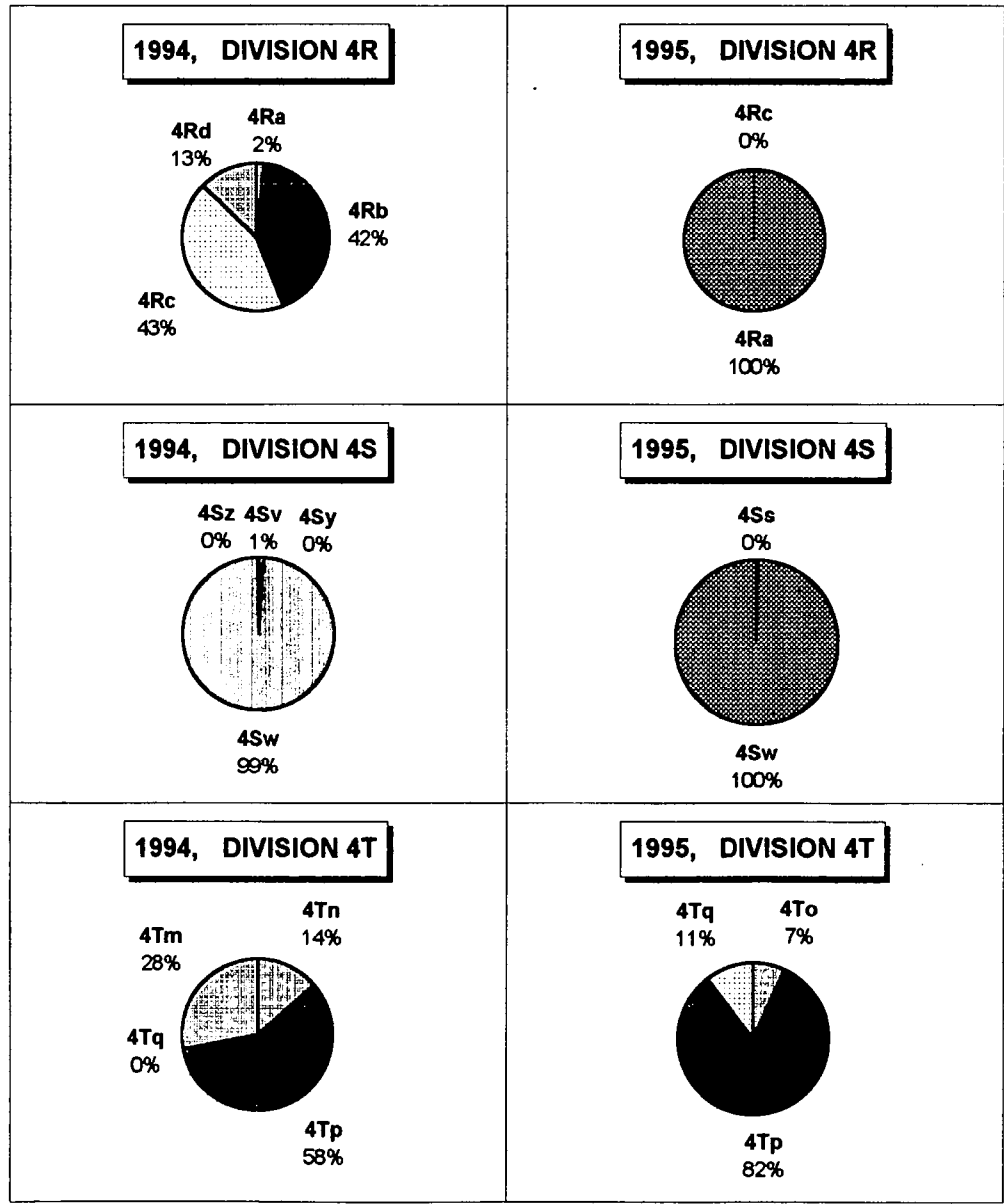 1994, DIVISION 4R
4Ra
2%
4Rd
13%
4Rb
42%
4Rc
43%
1995, DIVISION 4R
4Rc
0%
4Ra
100%
1994, DIVISION 4S
4Sz 4Sv 4Sy
0% 1% 0%
4Sw
99%
1995, DIVISION 4S
4Ss
0%
4Sw
100%
1994, DIVISION 4T
4Tn
14%
4Tm
28%
4Tq
0%
4Tp
58%
1995, DIVISION 4T
4Tq 4To
11% 7%
4Tp
82%